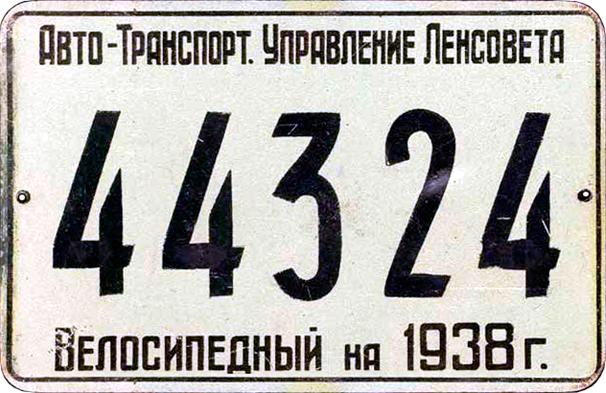 Авто-Транспорт. Управление Ленсовета
44324
Велосипедный на 1938 г.